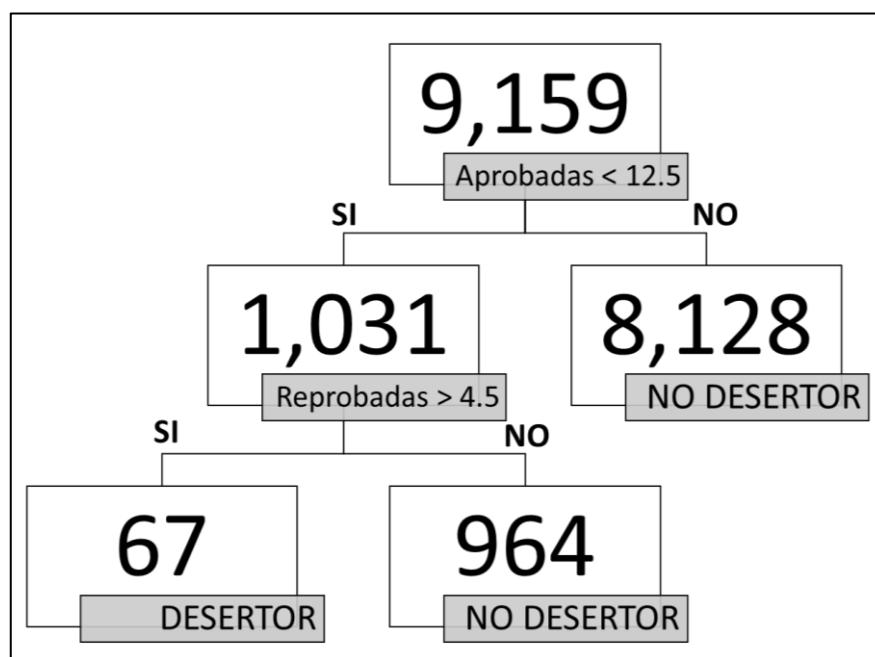 9,159
Aprobadas < 12.5
SI
NO
1,031
8,128
Reprobadas > 4.5
NO DESERTOR
SI
NO
67
964
DESERTOR
NO DESERTOR